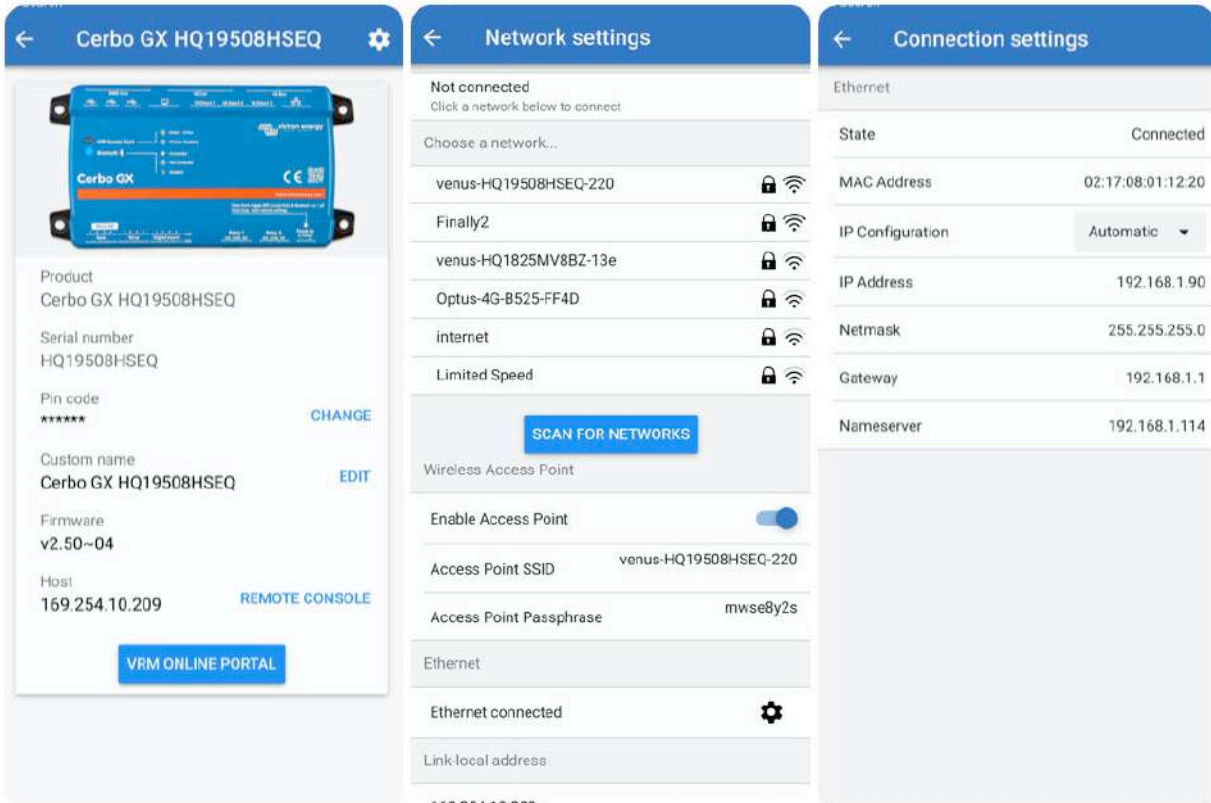 Cerbo GX HQ19508HSEQ
victron energy
Cerbo GX
Product
Cerbo GX HQ19508HSEQ
Serial number
HQ19508HSEQ
Pin code
******
CHANGE
Custom name
Cerbo GX HQ19508HSEQ
EDIT
Firmware
v2.50~04
Host
169.254.10.209
REMOTE CONSOLE
VRM ONLINE PORTAL
Network settings
Not connected
Click a network below to connect
Choose a network...
venus-HQ19508HSEQ-220
Finally2
venus-HQ1825MV8BZ-13e
Optus-4G-B525-FF4D
internet
Limited Speed
SCAN FOR NETWORKS
Wireless Access Point
Enable Access Point
Access Point SSID
venus-HQ19508HSEQ-220
Access Point Passphrase
mwse8y2s
Ethernet
Ethernet connected
Link-local address
Connection settings
Ethernet
State
Connected
MAC Address
02:17:08:01:12:20
IP Configuration
Automatic
IP Address
192.168.1.90
Netmask
255.255.255.0
Gateway
192.168.1.1
Nameserver
192.168.1.114